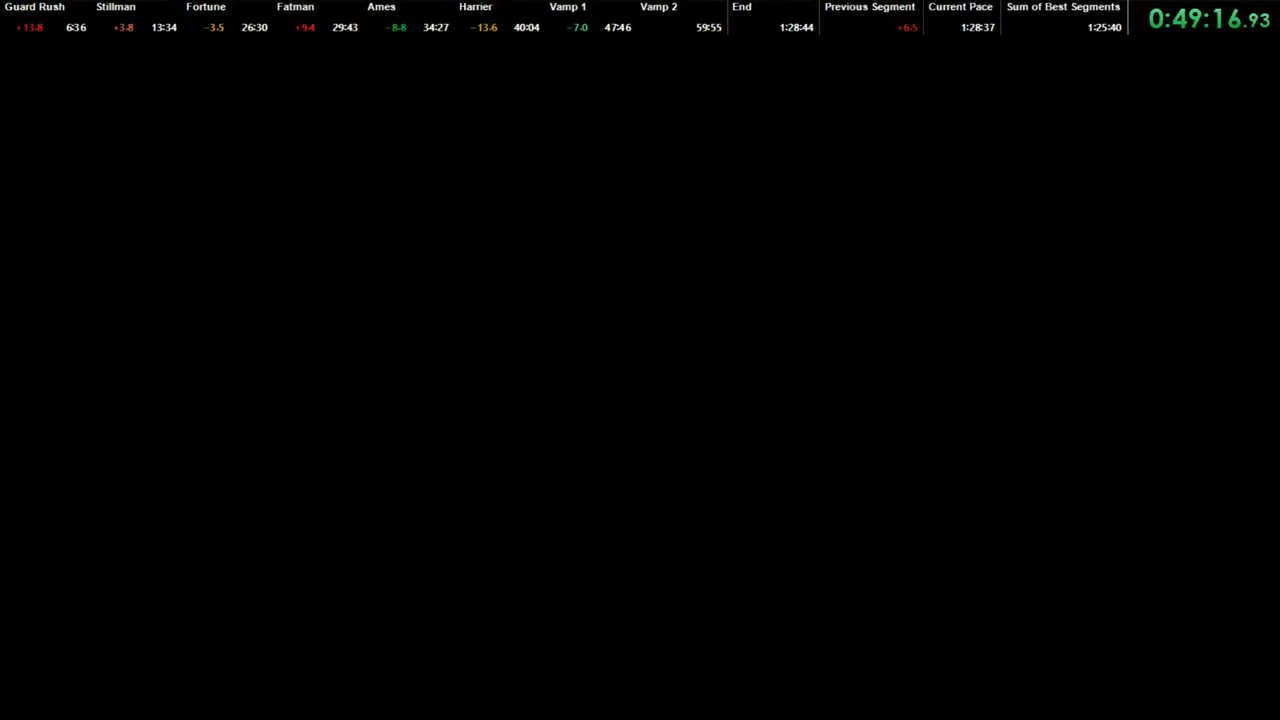 Guard Rush Stillman Fortune Fatman Ames Harrier Vamp 1 Vamp 2 End Previous Segment Current Pace Sum of Best Segments 0:49:16.93
+13.8 6:36 +3.8 13:34 −3.5 26:30 +9.4 29:43 −8.8 34:27 −13.6 40:04 −7.0 47:46 59:55 1:28:44 +6.5 1:28:37 1:25:40